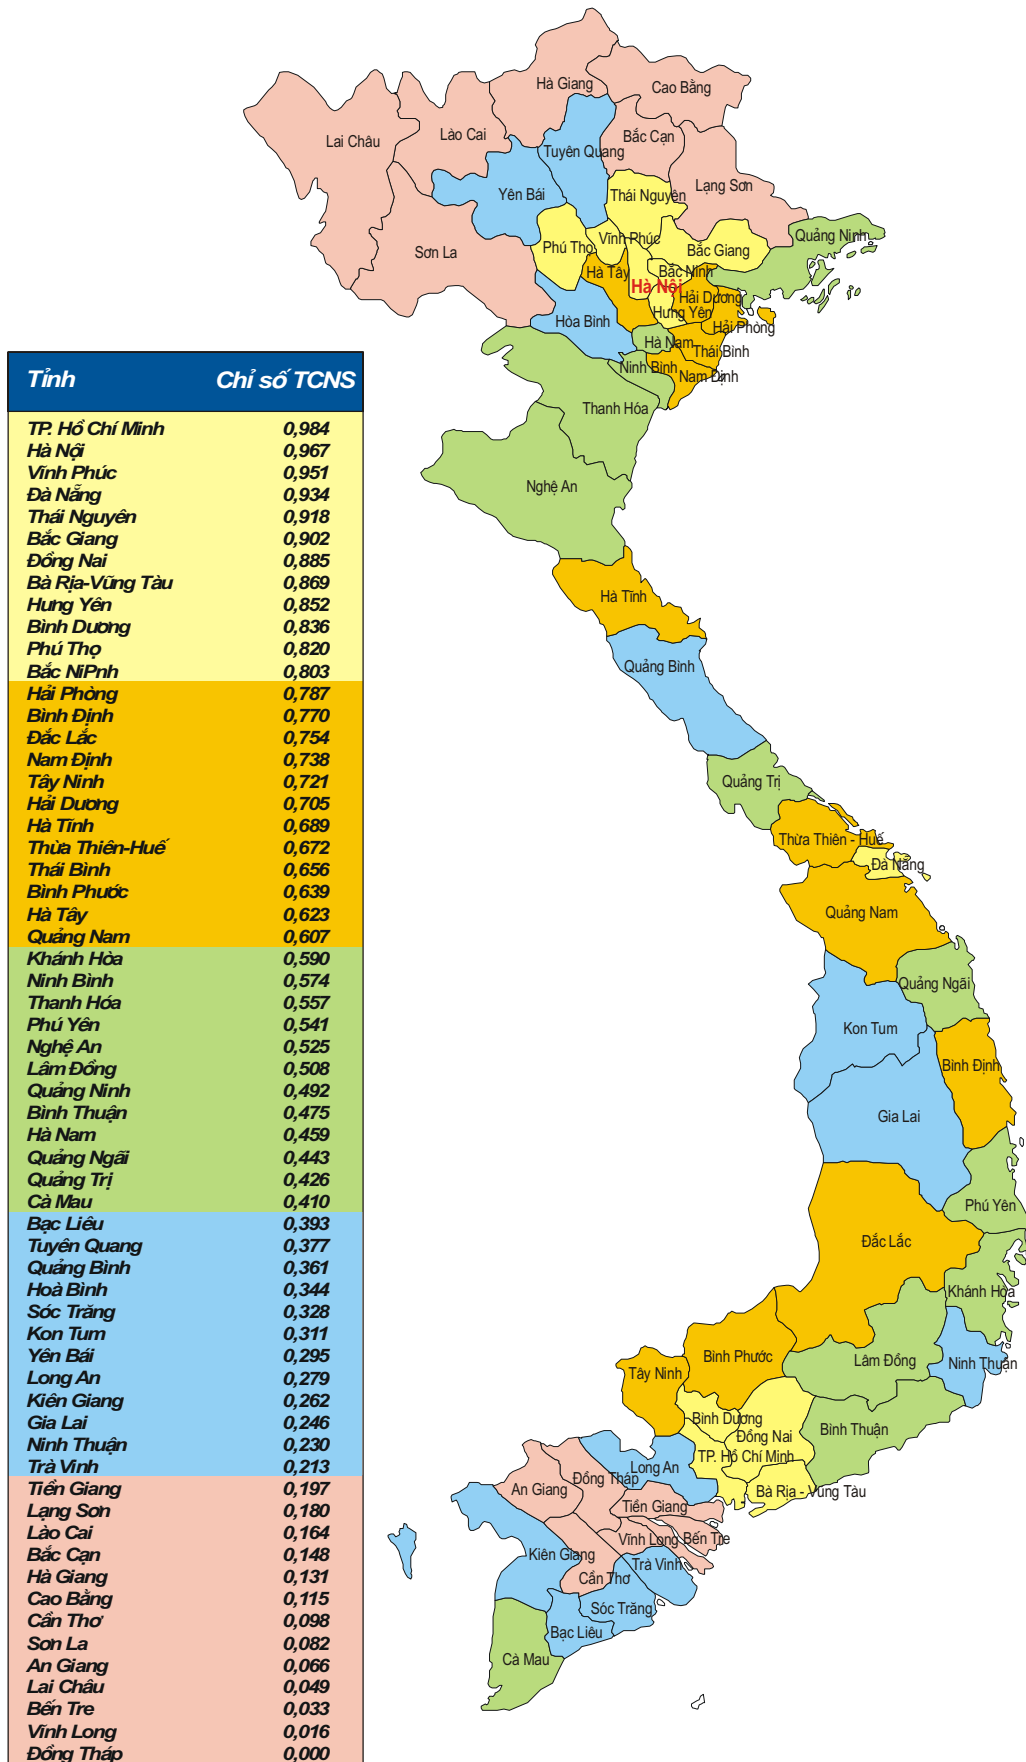 Tỉnh Chỉ số TCNS
TP. Hồ Chí Minh 0,984
Hà Nội 0,967
Vĩnh Phúc 0,951
Đà Nẵng 0,934
Thái Nguyên 0,918
Bắc Giang 0,902
Đồng Nai 0,885
Bà Rịa-Vũng Tàu 0,869
Hưng Yên 0,852
Bình Dương 0,836
Phú Thọ 0,820
Bắc NiPnh 0,803
Hải Phòng 0,787
Bình Định 0,770
Đắc Lắc 0,754
Nam Định 0,738
Tây Ninh 0,721
Hải Dương 0,705
Hà Tĩnh 0,689
Thừa Thiên-Huế 0,672
Thái Bình 0,656
Bình Phước 0,639
Hà Tây 0,623
Quảng Nam 0,607
Khánh Hòa 0,590
Ninh Bình 0,574
Thanh Hóa 0,557
Phú Yên 0,541
Nghệ An 0,525
Lâm Đồng 0,508
Quảng Ninh 0,492
Bình Thuận 0,475
Hà Nam 0,459
Quảng Ngãi 0,443
Quảng Trị 0,426
Cà Mau 0,410
Bạc Liêu 0,393
Tuyên Quang 0,377
Quảng Bình 0,361
Hoà Bình 0,344
Sóc Trăng 0,328
Kon Tum 0,311
Yên Bái 0,295
Long An 0,279
Kiên Giang 0,262
Gia Lai 0,246
Ninh Thuận 0,230
Trà Vinh 0,213
Tiền Giang 0,197
Lạng Sơn 0,180
Lào Cai 0,164
Bắc Cạn 0,148
Hà Giang 0,131
Cao Bằng 0,115
Cần Thơ 0,098
Sơn La 0,082
An Giang 0,066
Lai Châu 0,049
Bến Tre 0,033
Vĩnh Long 0,016
Đồng Tháp 0,000
Hà Giang
Cao Bằng
Lai Châu
Lào Cai
Bắc Cạn
Tuyên Quang
Lạng Sơn
Yên Bái
Thái Nguyên
Quảng Ninh
Sơn La
Phú Thọ
Vĩnh Phúc
Bắc Giang
Hà Tây
Bắc Ninh
Hà Nội
Hải Dương
Hưng Yên
Hòa Bình
Hải Phòng
Hà Nam
Thái Bình
Ninh Bình
Nam Định
Thanh Hóa
Nghệ An
Hà Tĩnh
Quảng Bình
Quảng Trị
Thừa Thiên - Huế
Đà Nẵng
Quảng Nam
Quảng Ngãi
Kon Tum
Bình Định
Gia Lai
Phú Yên
Đắc Lắc
Khánh Hòa
Bình Phước
Lâm Đồng
Ninh Thuận
Tây Ninh
Bình Dương
Đồng Nai
Bình Thuận
TP. Hồ Chí Minh
Long An
Đồng Tháp
An Giang
Bà Rịa - Vũng Tàu
Tiền Giang
Vĩnh Long
Bến Tre
Kiên Giang
Trà Vinh
Cần Thơ
Sóc Trăng
Bạc Liêu
Cà Mau